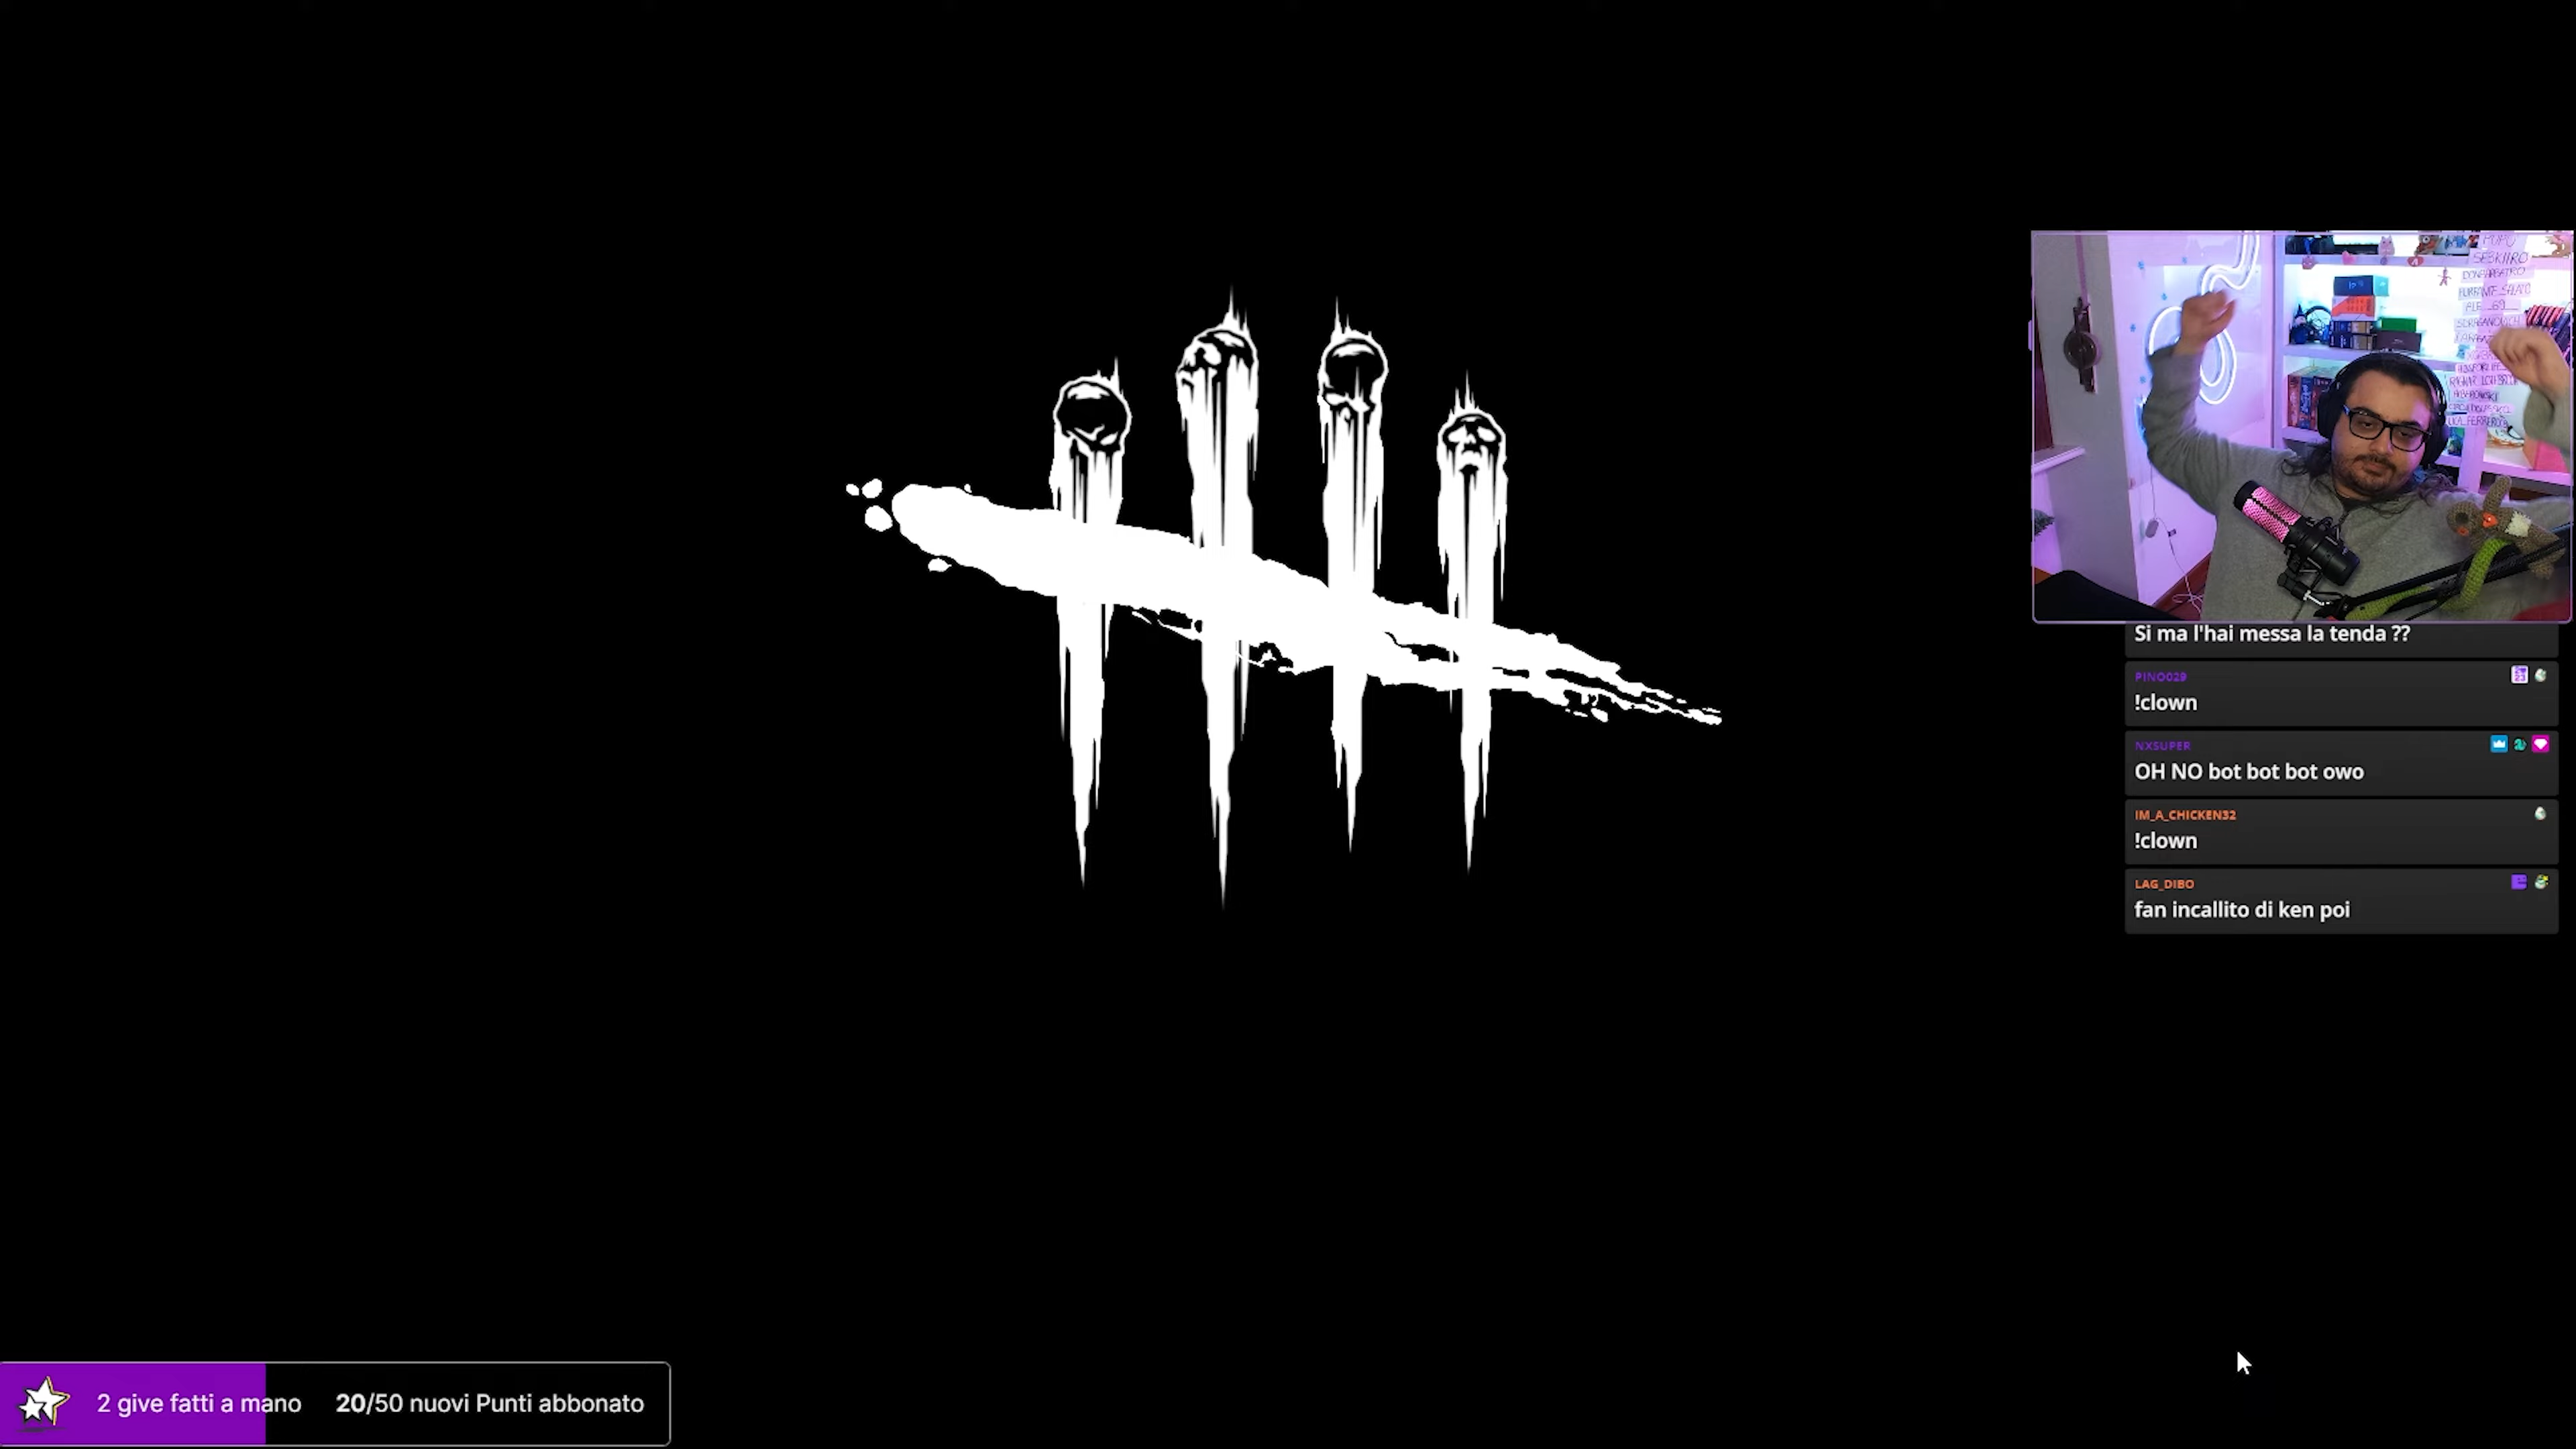 Si ma l'hai messa la tenda ??
PINO029
!clown
NXSUPER
OH NO bot bot bot owo
IM_A_CHICKEN32
!clown
LAG_DIBO
fan incallito di ken poi
2 give fatti a mano 20/50 nuovi Punti abbonato